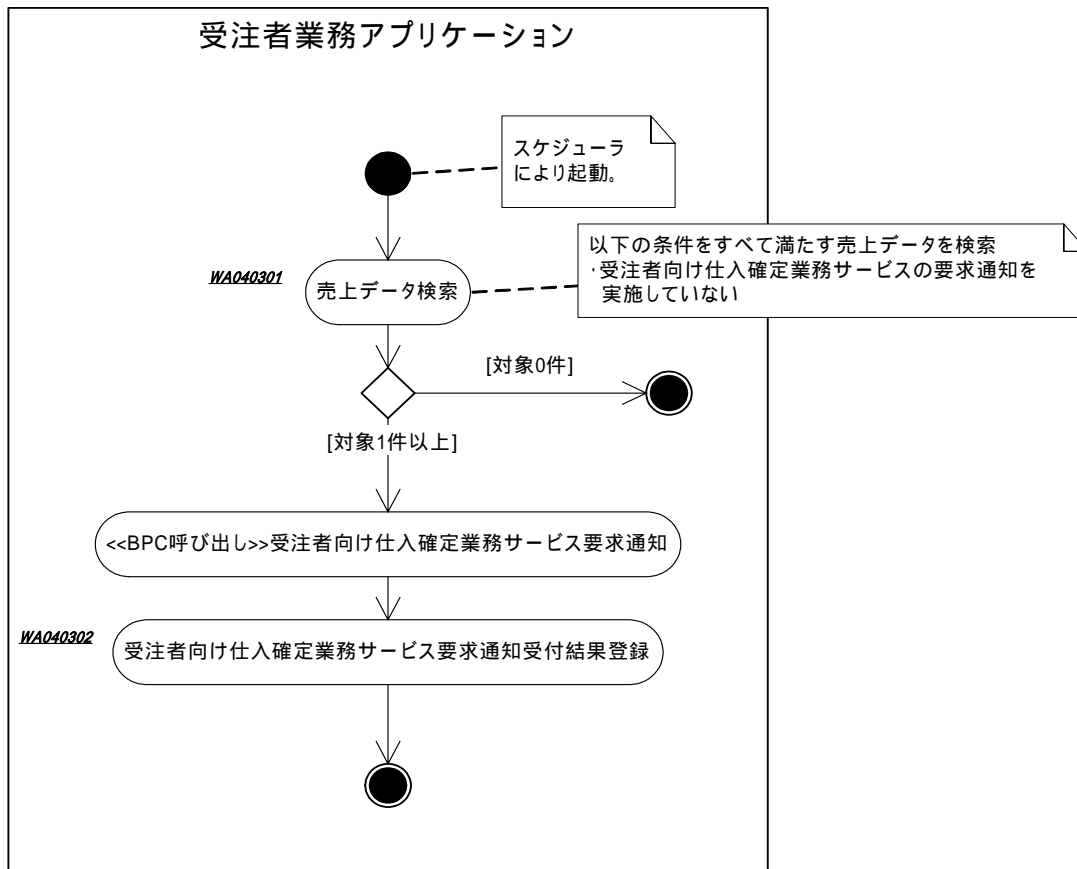 受注者業務アプリケーション
スケジューラ
により起動。
以下の条件をすべて満たす売上データを検索
・受注者向け仕入確定業務サービスの要求通知を
実施していない
WA040301
売上データ検索
[対象0件]
[対象1件以上]
<<BPC呼び出し>>受注者向け仕入確定業務サービス要求通知
WA040302
受注者向け仕入確定業務サービス要求通知受付結果登録